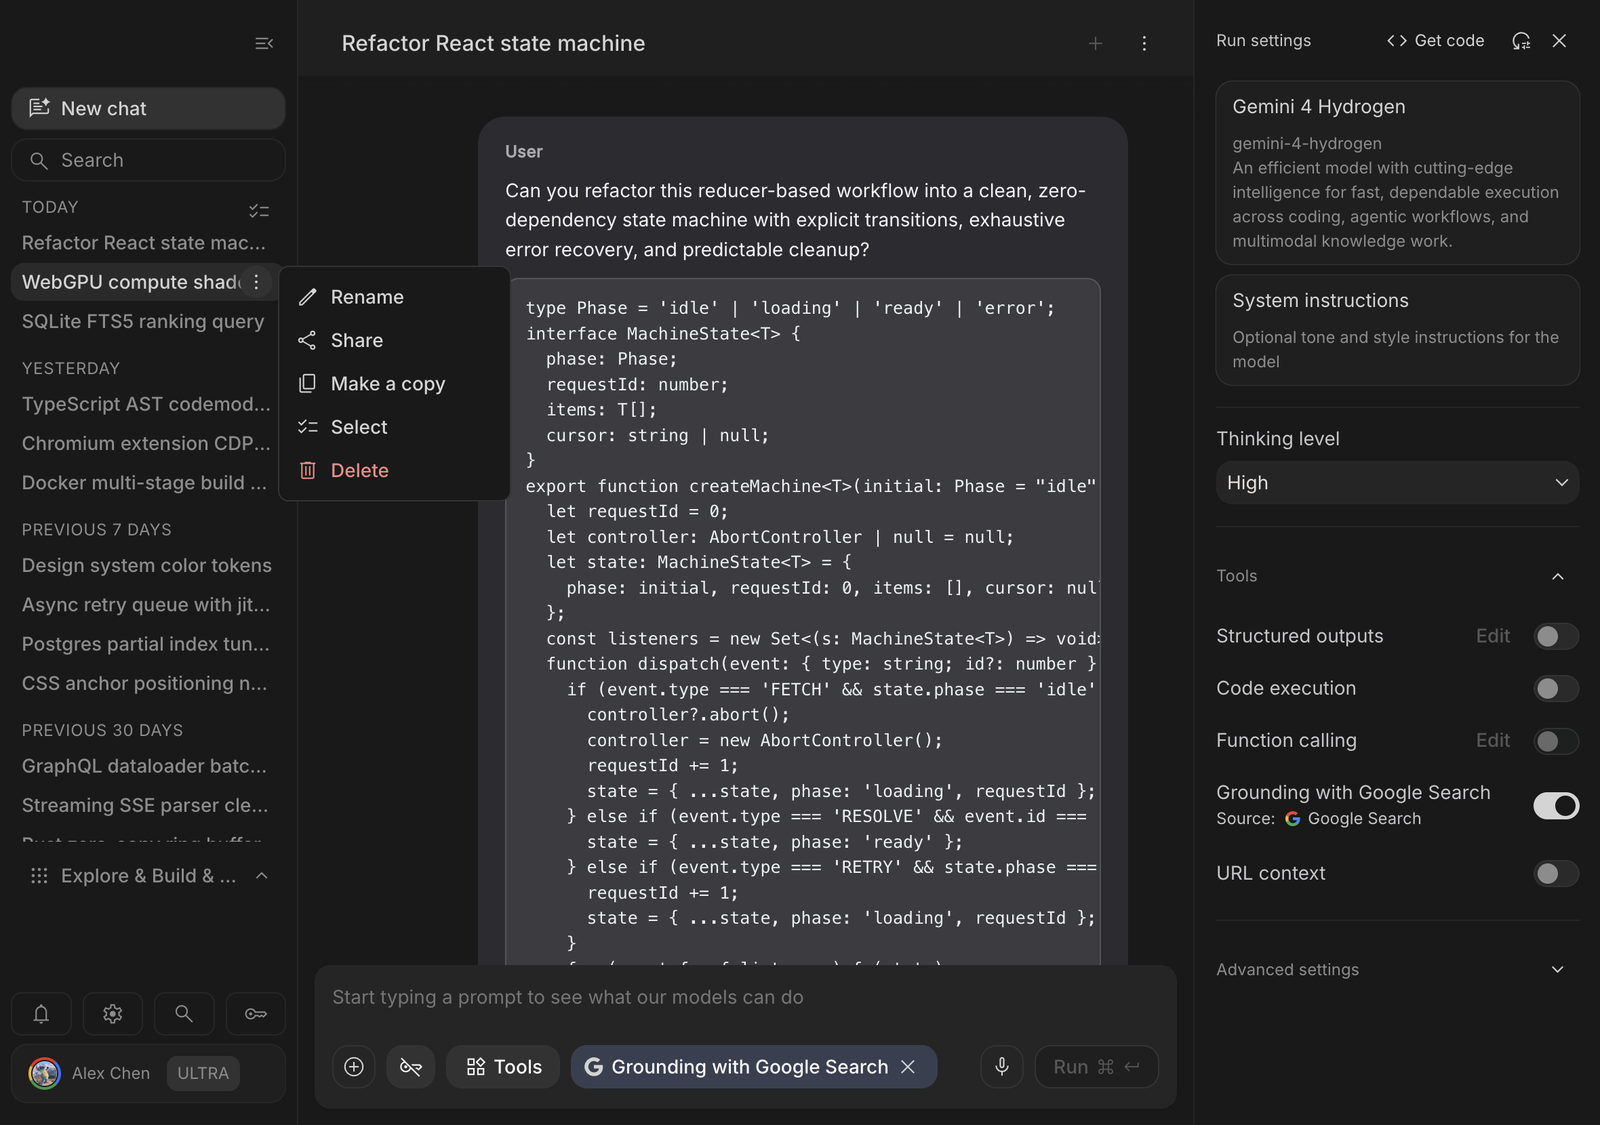 New chat
Search
TODAY
Refactor React state mac...
WebGPU compute shad
SQLite FTS5 ranking query
YESTERDAY
TypeScript AST codemod...
Chromium extension CDP...
Docker multi-stage build ...
PREVIOUS 7 DAYS
Design system color tokens
Async retry queue with jit...
Postgres partial index tun...
CSS anchor positioning n...
PREVIOUS 30 DAYS
GraphQL dataloader batc...
Streaming SSE parser cle...
Explore & Build & ...
Alex Chen ULTRA
Rename
Share
Make a copy
Select
Delete
Refactor React state machine
User
Can you refactor this reducer-based workflow into a clean, zero-
dependency state machine with explicit transitions, exhaustive
error recovery, and predictable cleanup?
type Phase = 'idle' | 'loading' | 'ready' | 'error';
interface MachineState<T> {
  phase: Phase;
  requestId: number;
  items: T[];
  cursor: string | null;
}
export function createMachine<T>(initial: Phase = "idle"
  let requestId = 0;
  let controller: AbortController | null = null;
  let state: MachineState<T> = {
    phase: initial, requestId: 0, items: [], cursor: nul
  };
  const listeners = new Set<(s: MachineState<T>) => void>
  function dispatch(event: { type: string; id?: number }
    if (event.type === 'FETCH' && state.phase === 'idle'
      controller?.abort();
      controller = new AbortController();
      requestId += 1;
      state = { ...state, phase: 'loading', requestId };
    } else if (event.type === 'RESOLVE' && event.id ===
      state = { ...state, phase: 'ready' };
    } else if (event.type === 'RETRY' && state.phase ===
      requestId += 1;
      state = { ...state, phase: 'loading', requestId };
    }
Start typing a prompt to see what our models can do
Tools
Grounding with Google Search
Run ⌘ ↵
Run settings
<> Get code
Gemini 4 Hydrogen
gemini-4-hydrogen
An efficient model with cutting-edge
intelligence for fast, dependable execution
across coding, agentic workflows, and
multimodal knowledge work.
System instructions
Optional tone and style instructions for the
model
Thinking level
High
Tools
Structured outputs Edit
Code execution
Function calling Edit
Grounding with Google Search
Source: Google Search
URL context
Advanced settings